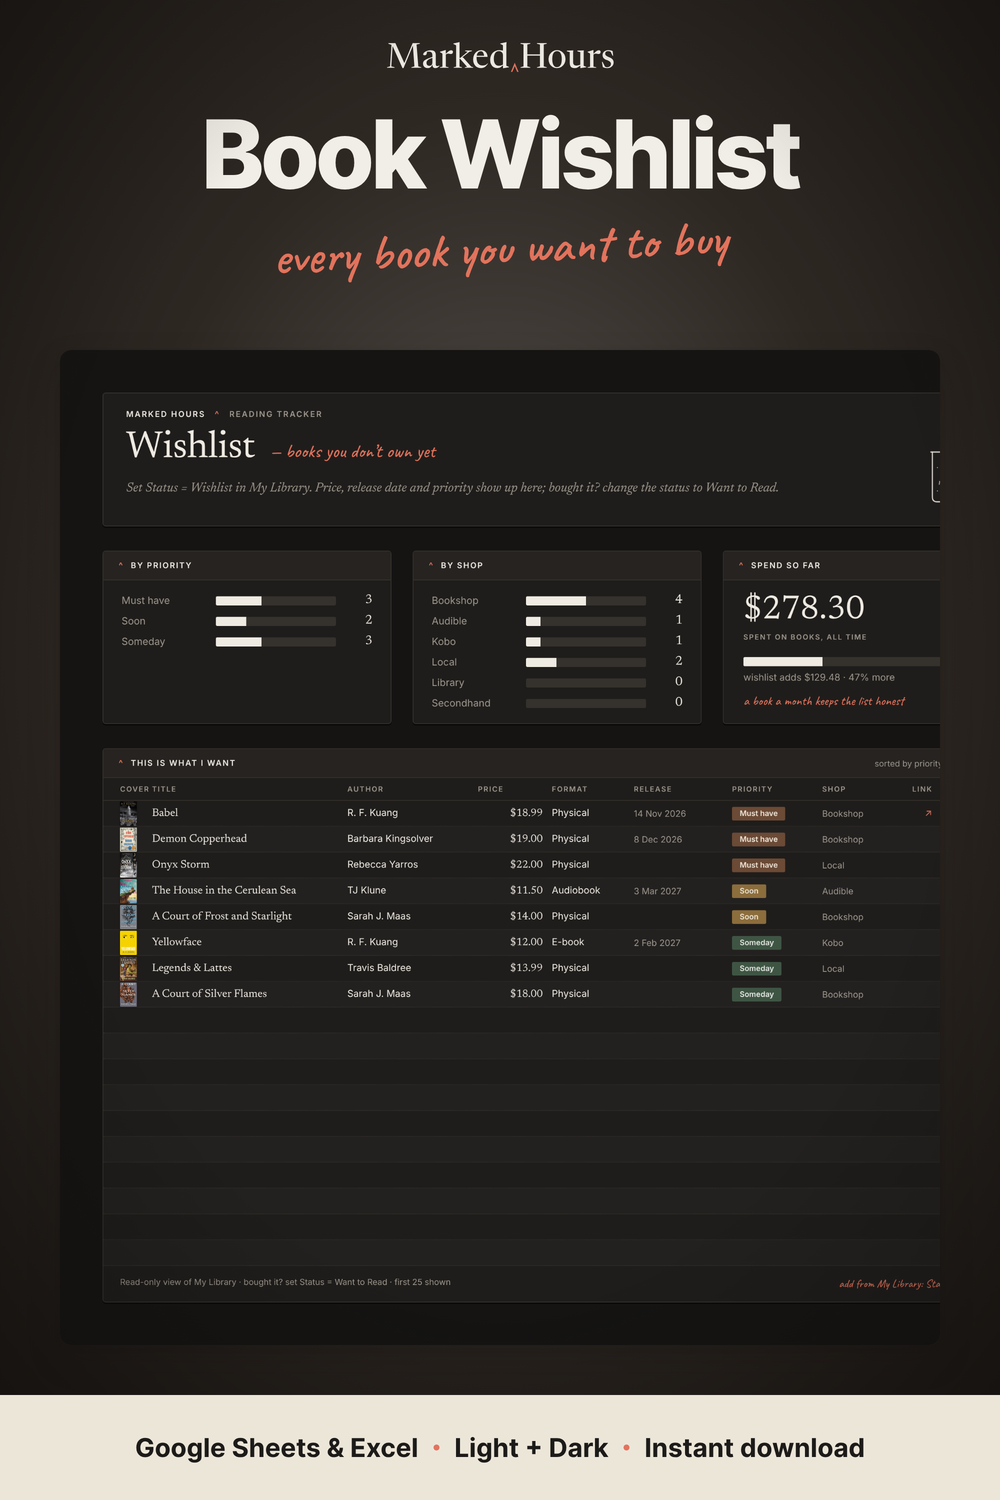 Marked‸Hours
Book Wishlist
every book you want to buy
MARKED HOURS ^ READING TRACKER
Wishlist – books you don't own yet
Set Status = Wishlist in My Library. Price, release date and priority show up here; bought it? change the status to Want to Read.
^ BY PRIORITY
Must have 3
Soon 2
Someday 3
^ BY SHOP
Bookshop 4
Audible 1
Kobo 1
Local 2
Library 0
Secondhand 0
^ SPEND SO FAR
$278.30
SPENT ON BOOKS, ALL TIME
wishlist adds $129.48 · 47% more
a book a month keeps the list honest
^ THIS IS WHAT I WANT sorted by priority
COVER TITLE AUTHOR PRICE FORMAT RELEASE PRIORITY SHOP LINK
Babel R. F. Kuang $18.99 Physical 14 Nov 2026 Must have Bookshop ↗
Demon Copperhead Barbara Kingsolver $19.00 Physical 8 Dec 2026 Must have Bookshop
Onyx Storm Rebecca Yarros $22.00 Physical Must have Local
The House in the Cerulean Sea TJ Klune $11.50 Audiobook 3 Mar 2027 Soon Audible
A Court of Frost and Starlight Sarah J. Maas $14.00 Physical Soon Bookshop
Yellowface R. F. Kuang $12.00 E-book 2 Feb 2027 Someday Kobo
Legends & Lattes Travis Baldree $13.99 Physical Someday Local
A Court of Silver Flames Sarah J. Maas $18.00 Physical Someday Bookshop
Read-only view of My Library · bought it? set Status = Want to Read · first 25 shown
add from My Library: Sta
Google Sheets & Excel • Light + Dark • Instant download